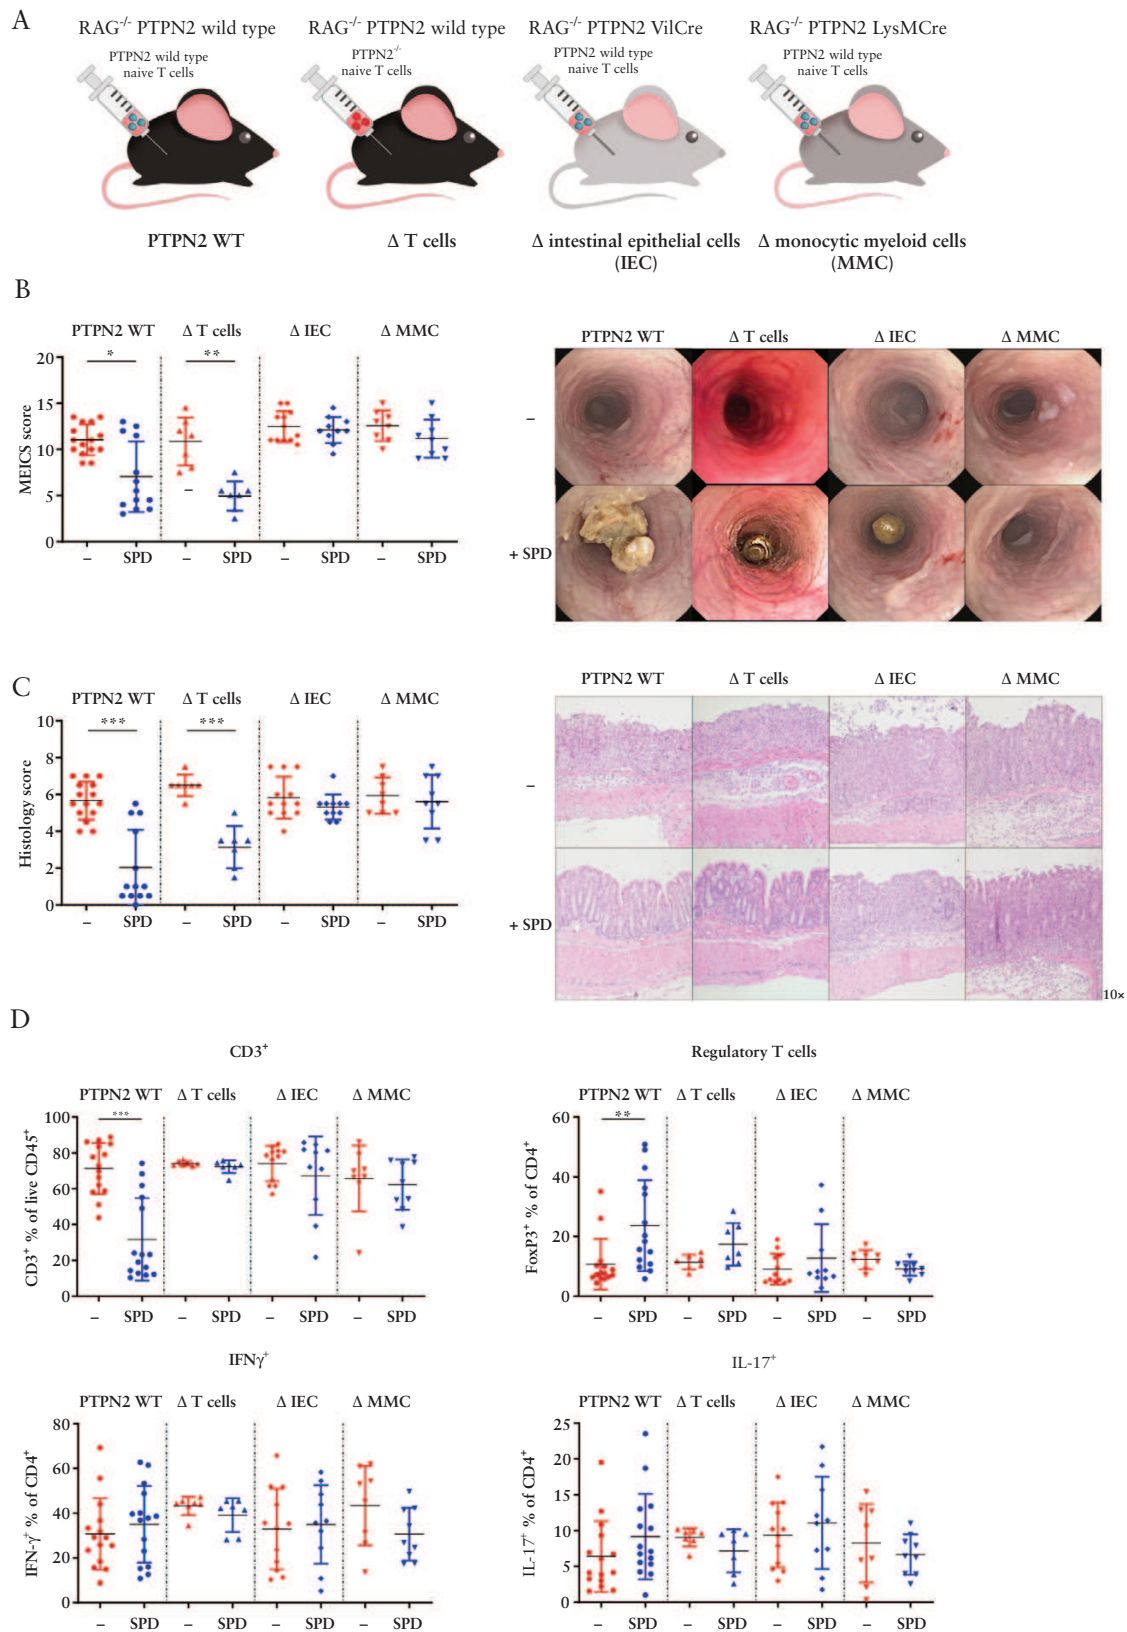 A
RAG-/- PTPN2 wild type
RAG-/- PTPN2 wild type
RAG-/- PTPN2 VilCre
RAG-/- PTPN2 LysMCre
PTPN2 wild type
naive T cells
PTPN2-/-
naive T cells
PTPN2 wild type
naive T cells
PTPN2 wild type
naive T cells
PTPN2 WT
Δ T cells
Δ intestinal epithelial cells
(IEC)
Δ monocytic myeloid cells
(MMC)
B
PTPN2 WT Δ T cells Δ IEC Δ MMC
* **
MEICS score
20
15
10
5
0
–
– SPD – SPD – SPD – SPD
PTPN2 WT Δ T cells Δ IEC Δ MMC
–
+ SPD
C
PTPN2 WT Δ T cells Δ IEC Δ MMC
*** ***
Histology score
10
8
6
4
2
0
– SPD – SPD – SPD – SPD
PTPN2 WT Δ T cells Δ IEC Δ MMC
–
+ SPD
10×
D
CD3+
PTPN2 WT Δ T cells Δ IEC Δ MMC
***
CD3+ % of live CD45+
100
80
60
40
20
0
– SPD – SPD – SPD – SPD
Regulatory T cells
PTPN2 WT Δ T cells Δ IEC Δ MMC
**
FoxP3+ % of CD4+
60
40
20
0
– SPD – SPD – SPD – SPD
IFNγ+
PTPN2 WT Δ T cells Δ IEC Δ MMC
IFN-γ+ % of CD4+
80
60
40
20
0
– SPD – SPD – SPD – SPD
IL-17+
PTPN2 WT Δ T cells Δ IEC Δ MMC
IL-17+ % of CD4+
25
20
15
10
5
0
– SPD – SPD – SPD – SPD